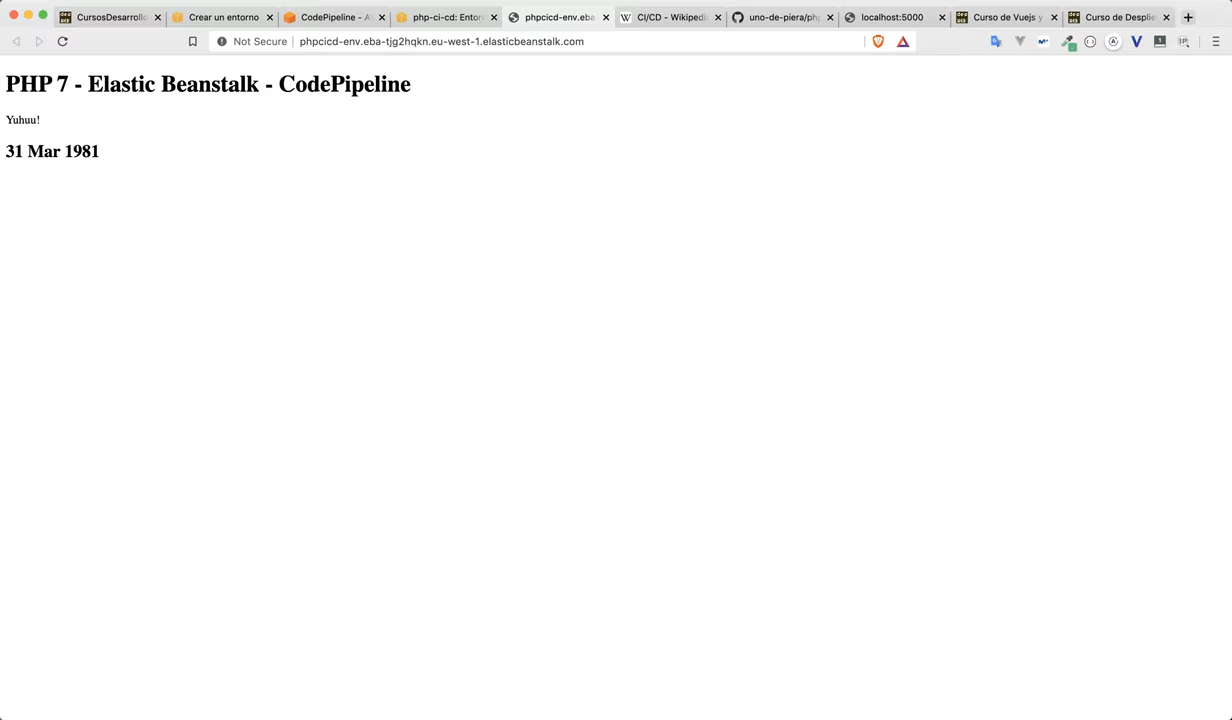 CursosDesarrollo
Crear un entorno
CodePipeline - A
php-ci-cd: Entorn
phpcicd-env.eba
CI/CD - Wikipedi
uno-de-piera/php
localhost:5000
Curso de Vuejs y
Curso de Desplie
Not Secure
phpcicd-env.eba-tjg2hqkn.eu-west-1.elasticbeanstalk.com
PHP 7 - Elastic Beanstalk - CodePipeline
Yuhuu!
31 Mar 1981